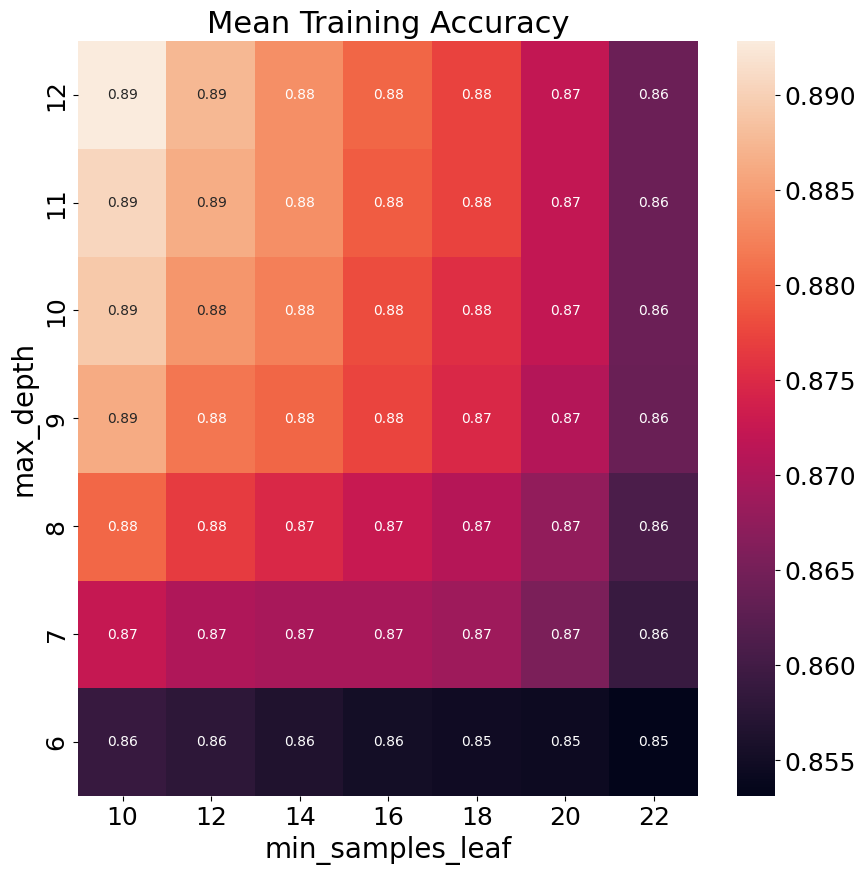 Mean Training Accuracy
max_depth
12 0.89 0.89 0.88 0.88 0.88 0.87 0.86
11 0.89 0.89 0.88 0.88 0.88 0.87 0.86
10 0.89 0.88 0.88 0.88 0.88 0.87 0.86
9 0.89 0.88 0.88 0.88 0.87 0.87 0.86
8 0.88 0.88 0.87 0.87 0.87 0.87 0.86
7 0.87 0.87 0.87 0.87 0.87 0.87 0.86
6 0.86 0.86 0.86 0.86 0.85 0.85 0.85
10 12 14 16 18 20 22
min_samples_leaf
0.890
0.885
0.880
0.875
0.870
0.865
0.860
0.855